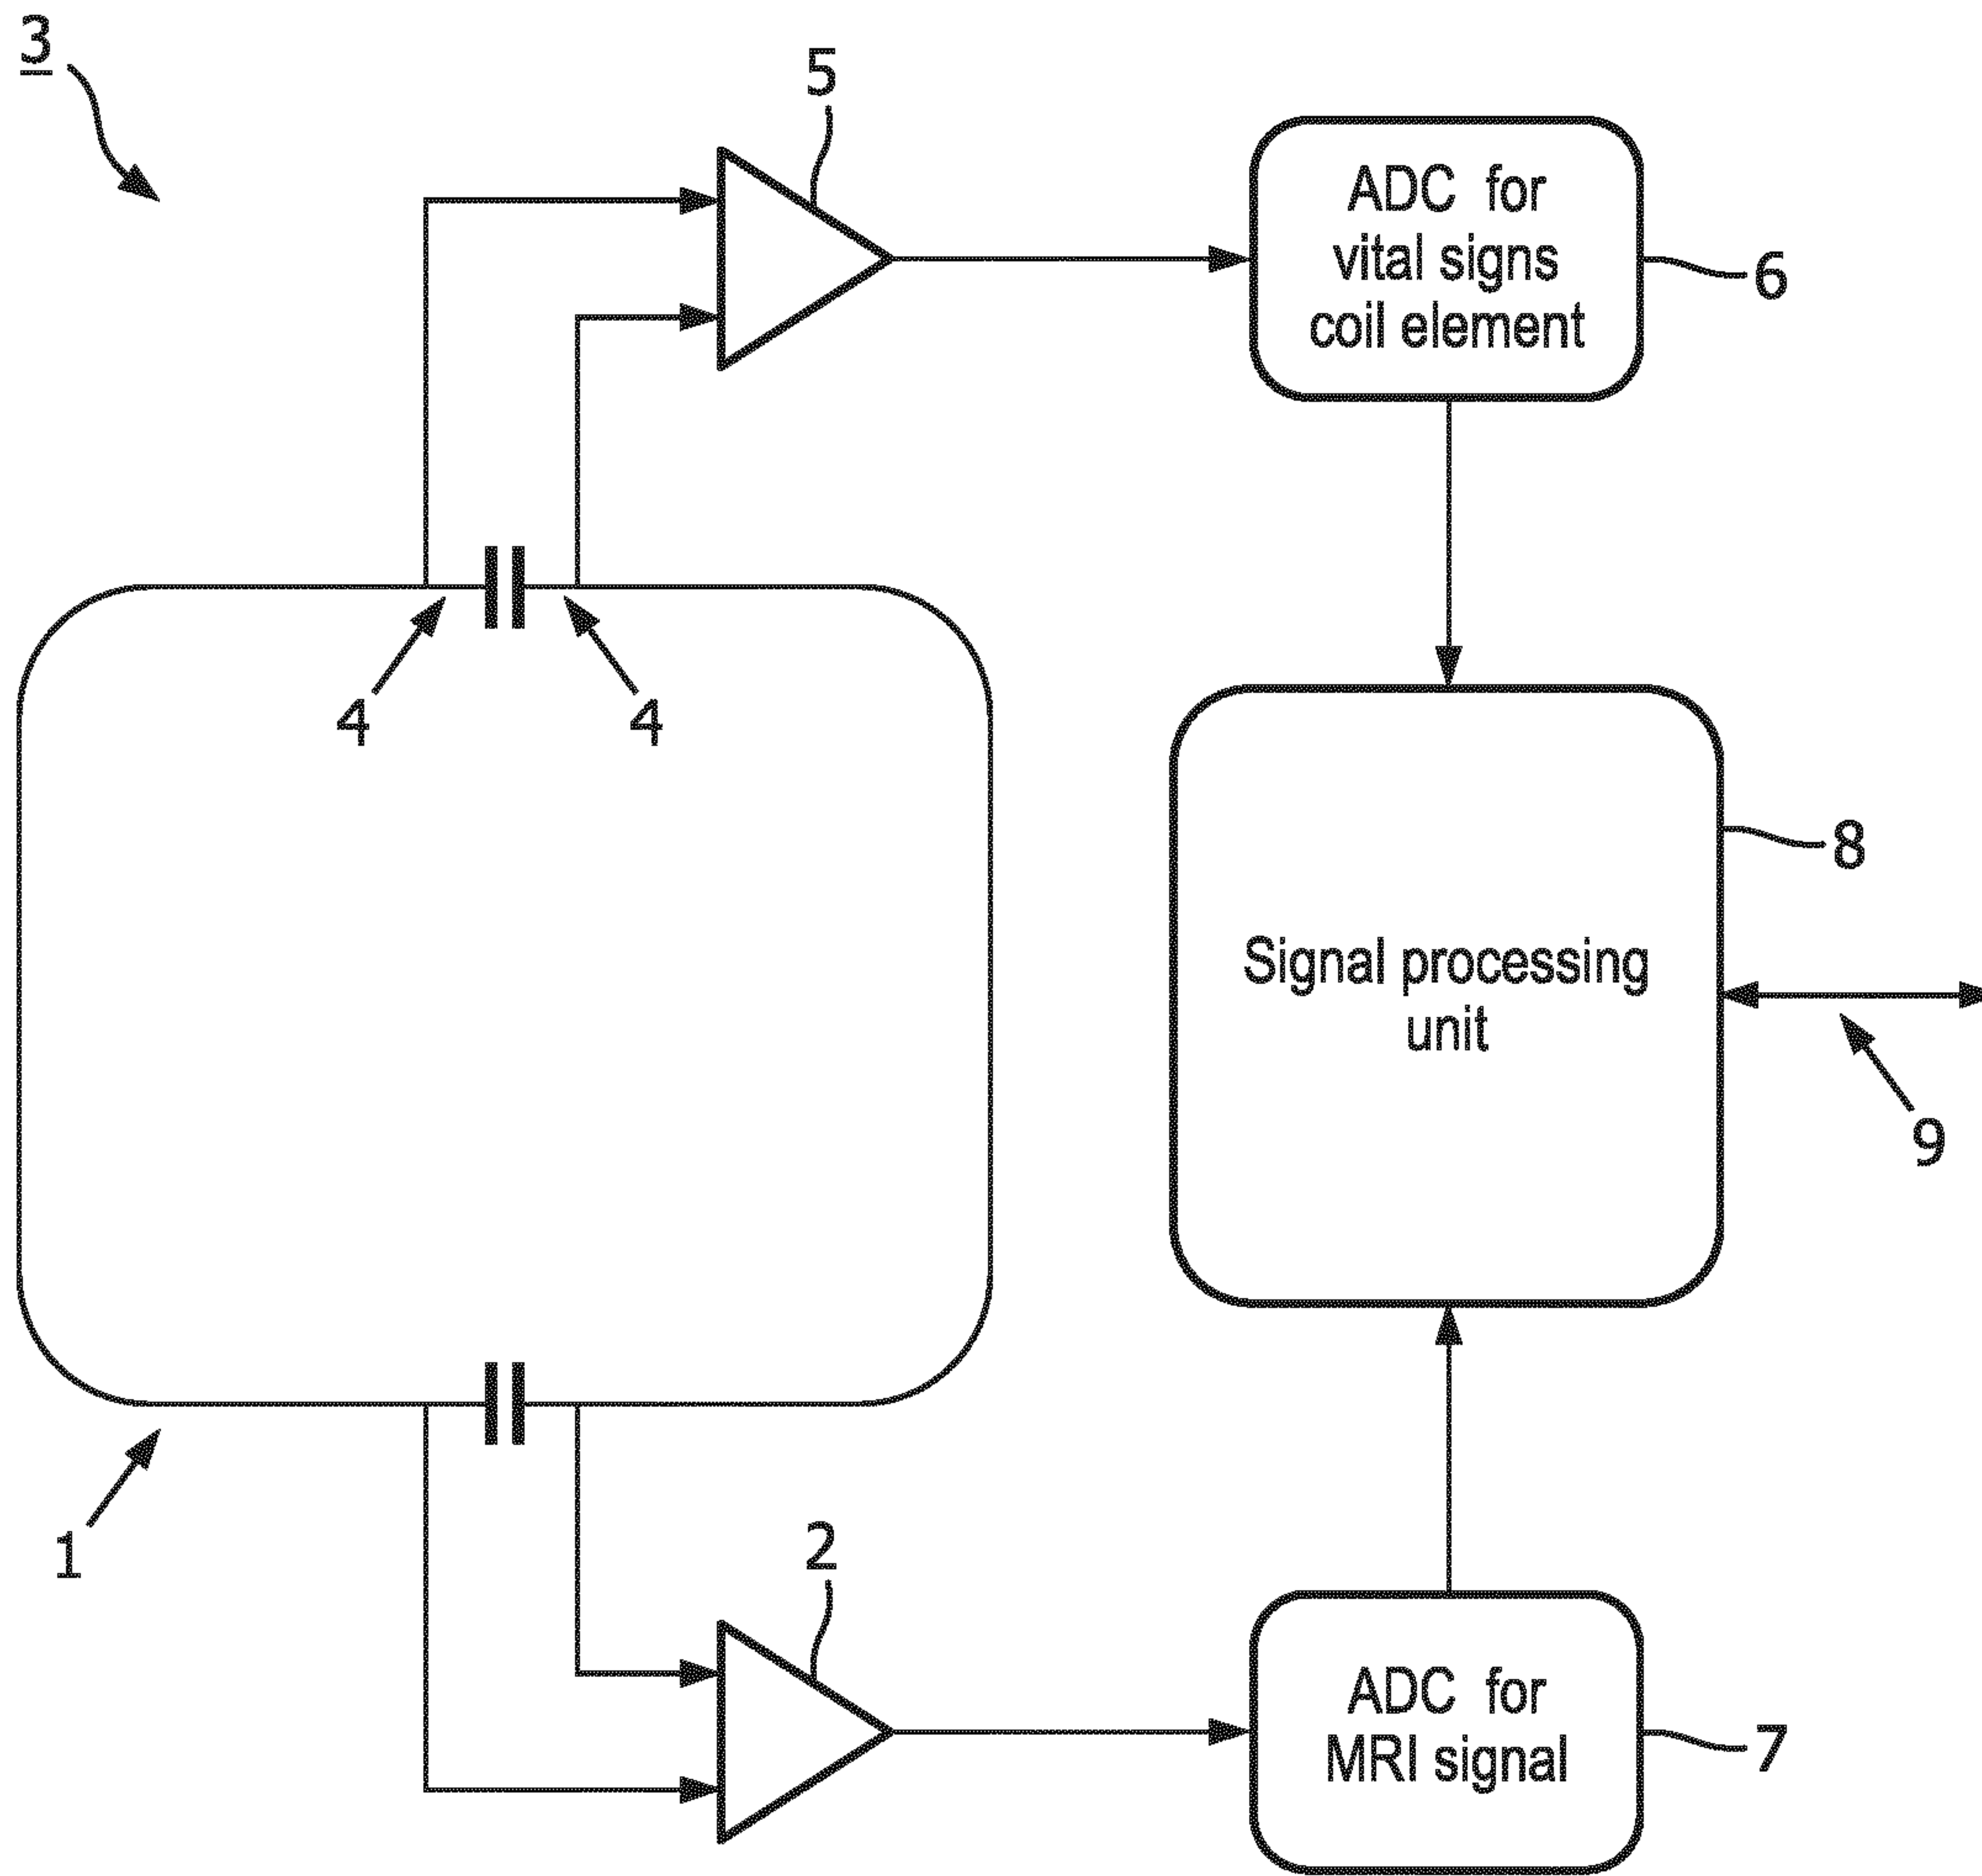 3
5
ADC for
vital signs
coil element
6
4
4
8
Signal processing
unit
9
1
2
ADC for
MRI signal
7